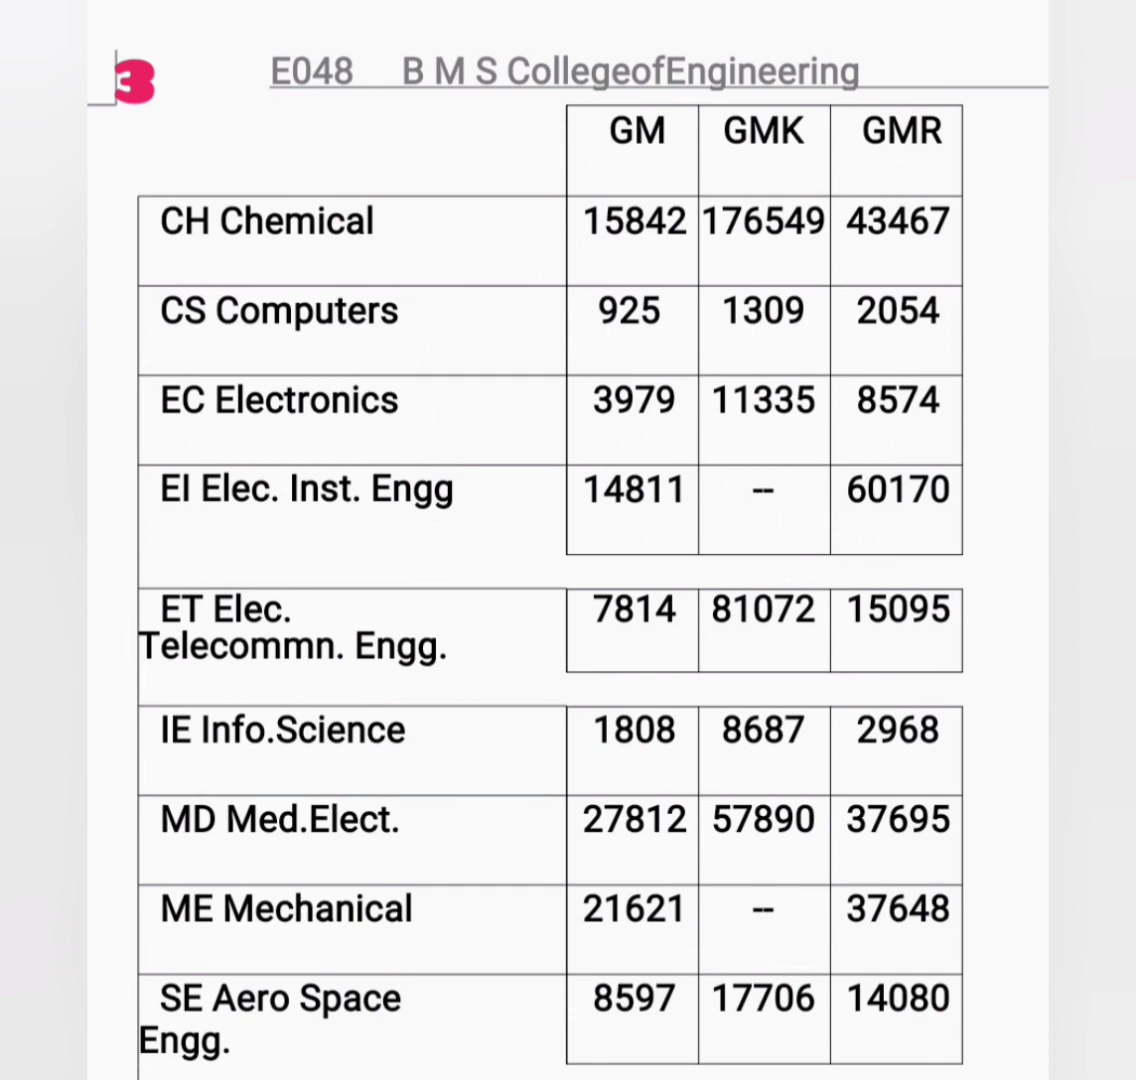 3
E048 B M S CollegeofEngineering
GM GMK GMR
CH Chemical 15842 176549 43467
CS Computers 925 1309 2054
EC Electronics 3979 11335 8574
EI Elec. Inst. Engg 14811 -- 60170
ET Elec. 7814 81072 15095
Telecommn. Engg.
IE Info.Science 1808 8687 2968
MD Med.Elect. 27812 57890 37695
ME Mechanical 21621 -- 37648
SE Aero Space 8597 17706 14080
Engg.